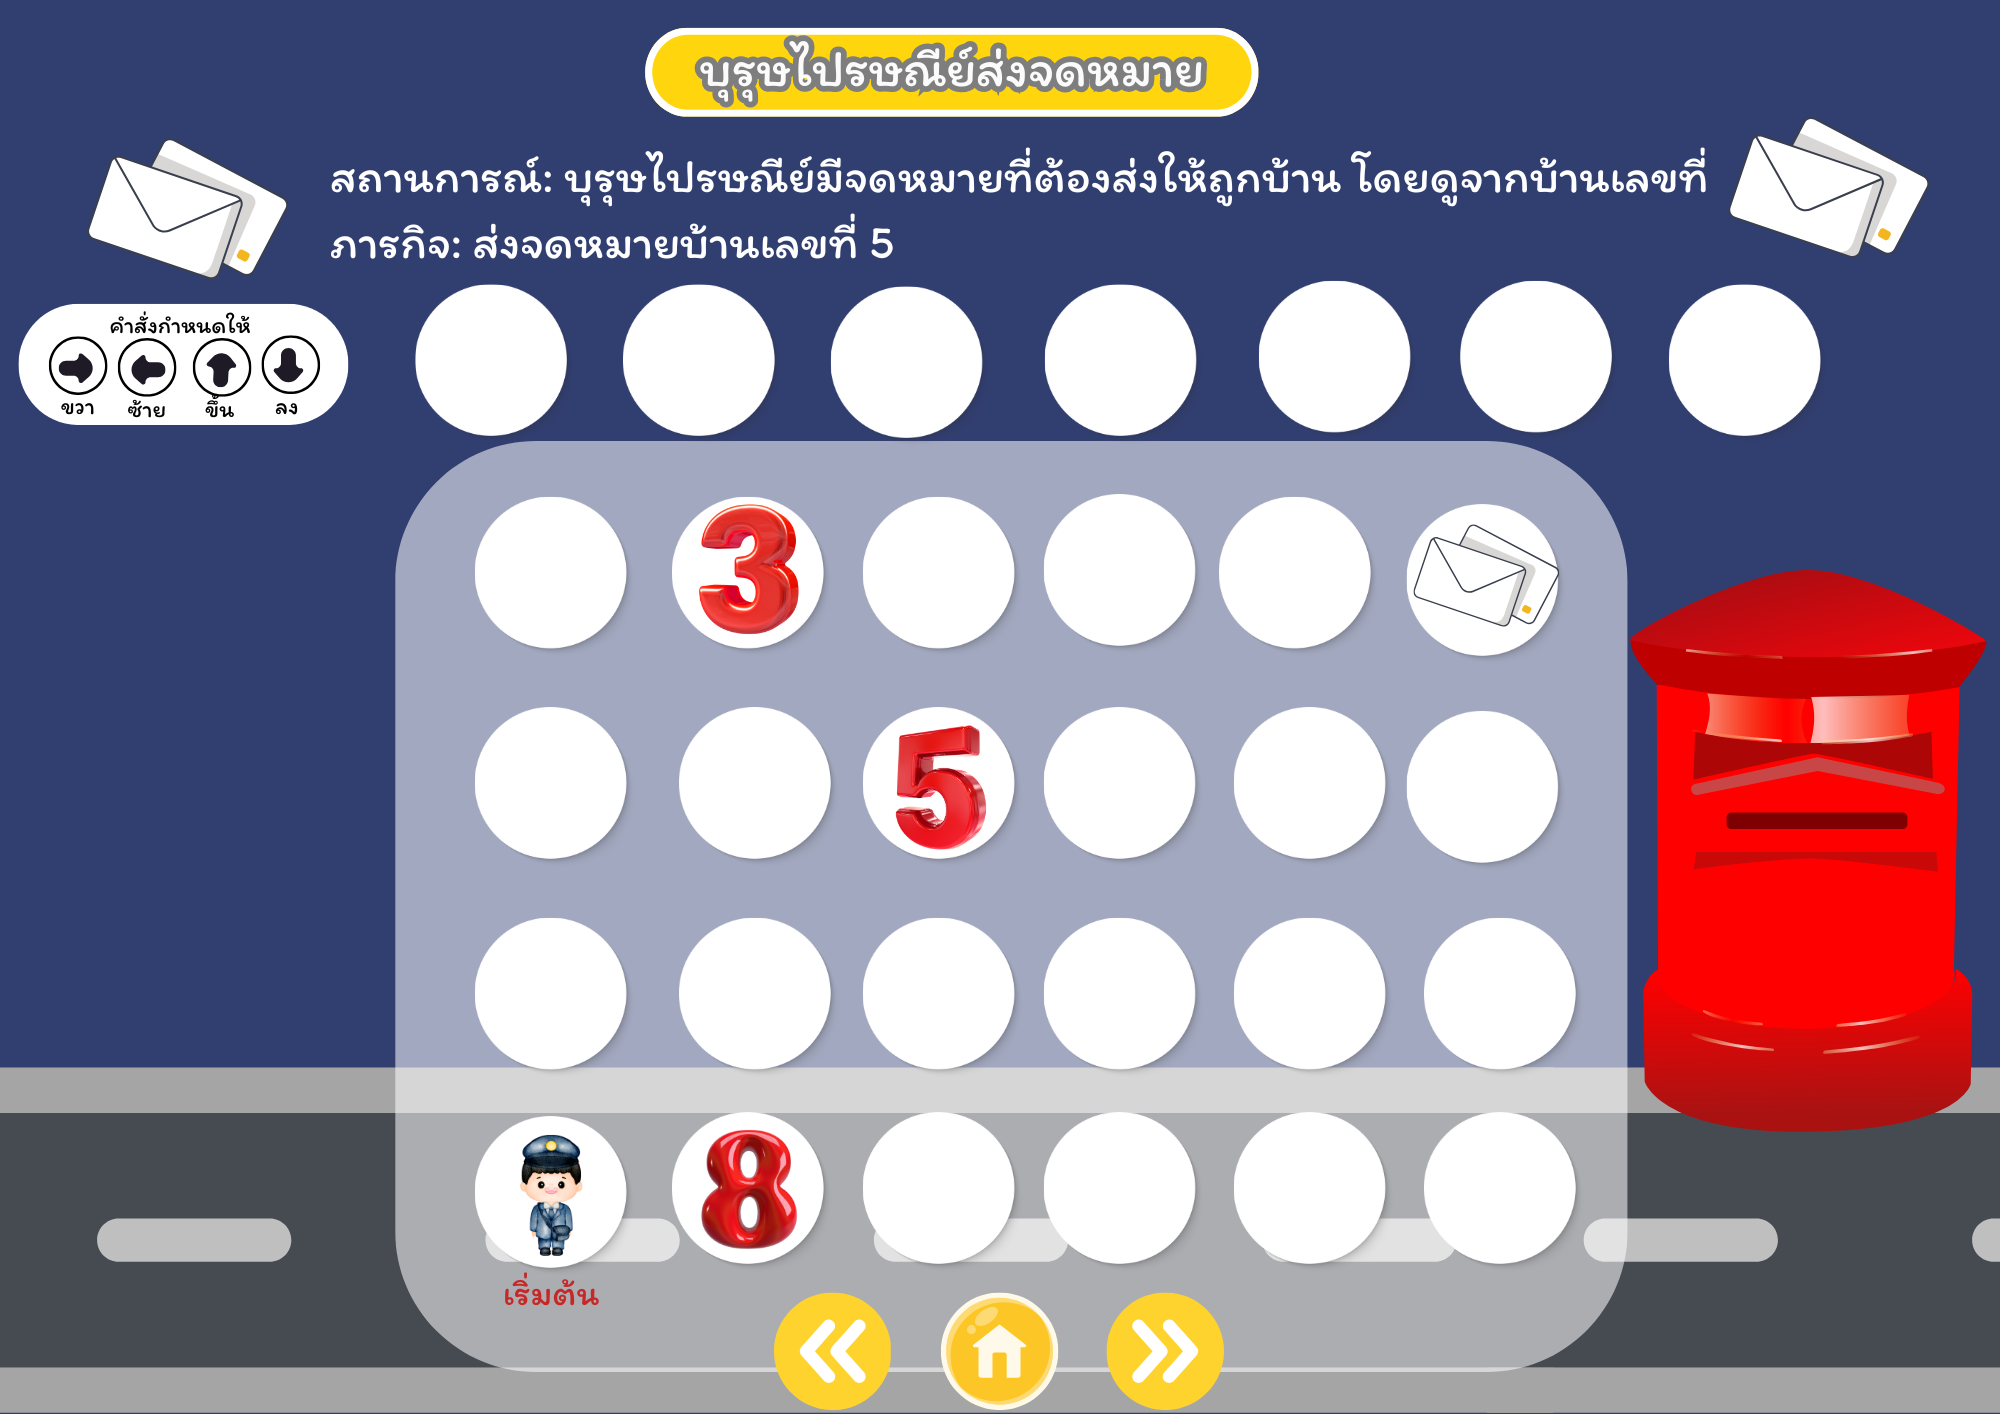 บุรุษไปรษณีย์ส่งจดหมาย
สถานการณ์: บุรุษไปรษณีย์มีจดหมายที่ต้องส่งให้ถูกบ้าน โดยดูจากบ้านเลขที่
ภารกิจ: ส่งจดหมายบ้านเลขที่ 5
คำสั่งกำหนดให้
ขวา ซ้าย ขึ้น ลง
3
5
8
เริ่มต้น